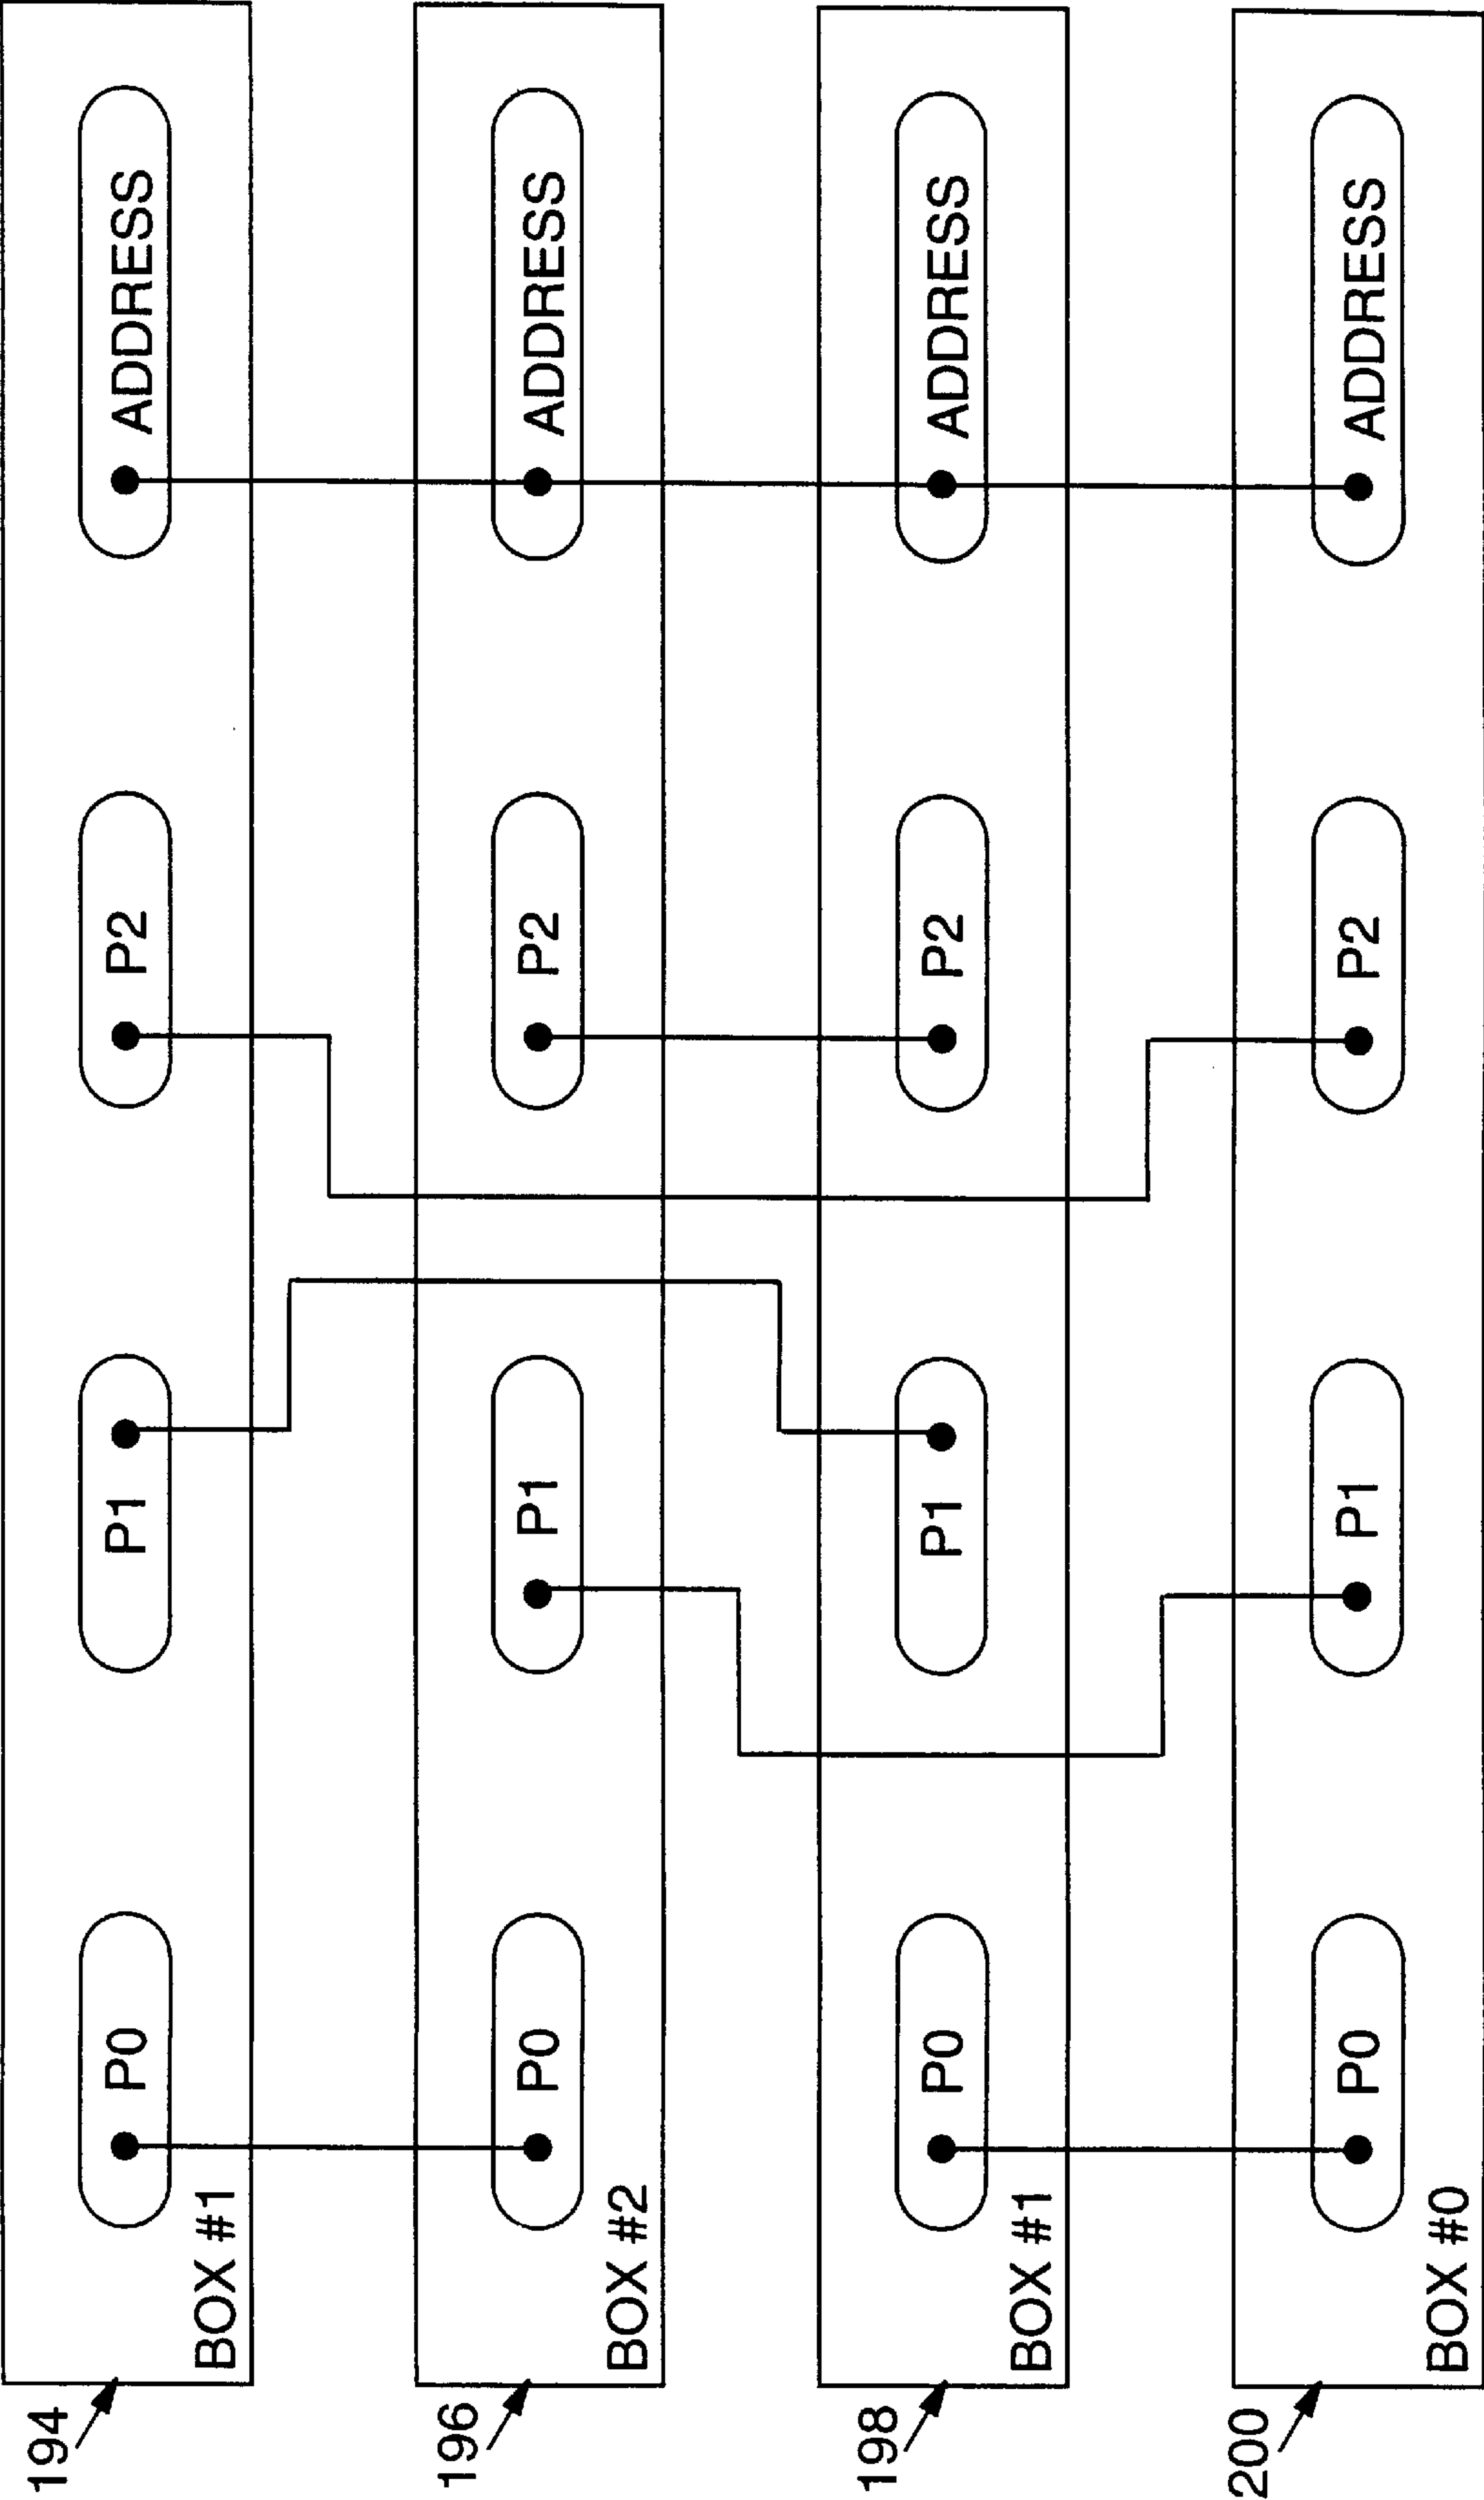 194
P0 P1 P2 ADDRESS
BOX #1
196
P0 P1 P2 ADDRESS
BOX #2
198
P0 P1 P2 ADDRESS
BOX #1
200
P0 P1 P2 ADDRESS
BOX #0